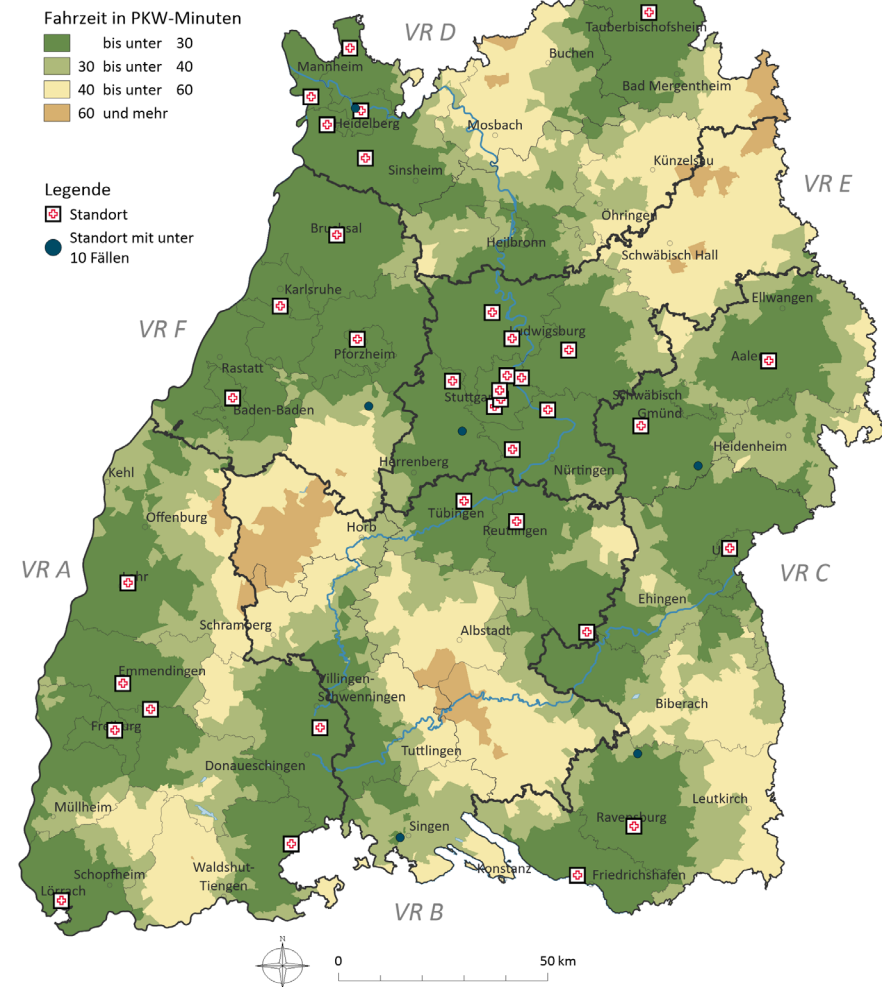 Fahrzeit in PKW-Minuten
bis unter 30
30 bis unter 40
40 bis unter 60
60 und mehr
Legende
Standort
Standort mit unter
10 Fällen
VR D
Tauberbischofsheim
Buchen
Mannheim
Bad Mergentheim
Heidelberg
Mosbach
Sinsheim
Künzelsau
VR E
Öhringen
Bruchsal
Heilbronn
Schwäbisch Hall
Karlsruhe
Ellwangen
VR F
Ludwigsburg
Pforzheim
Aalen
Rastatt
Schwäbisch
Gmünd
Stuttgart
Baden-Baden
Heidenheim
Herrenberg
Nürtingen
Kehl
Offenburg
Tübingen
Horb
Reutlingen
Ulm
VR A
Lahr
VR C
Ehingen
Schramberg
Albstadt
Emmendingen
Villingen-
Schwenningen
Biberach
Freiburg
Tuttlingen
Donaueschingen
Leutkirch
Müllheim
Ravensburg
Singen
Waldshut-
Tiengen
Schopfheim
Konstanz
Friedrichshafen
Lörrach
VR B
N
0 50 km